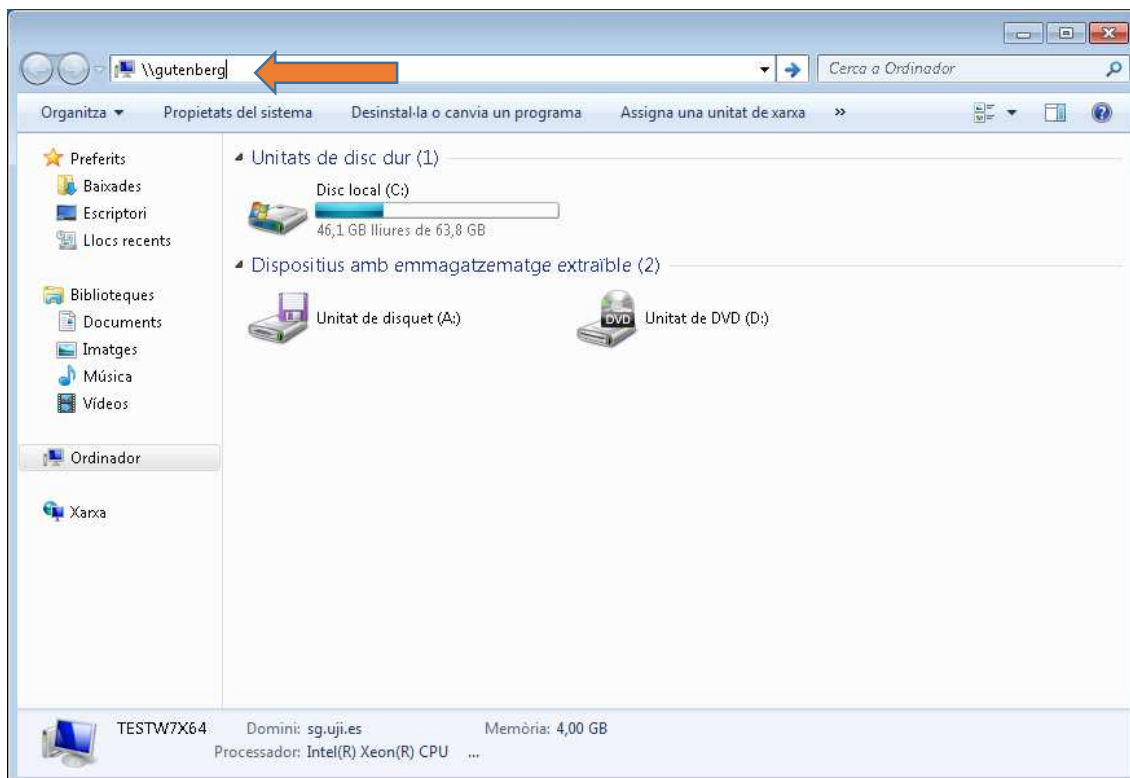 \\gutenberg
Cerca a Ordinador
Organitza Propietats del sistema Desinstal·la o canvia un programa Assigna una unitat de xarxa »
Preferits
Baixades
Escriptori
Llocs recents
Biblioteques
Documents
Imatges
Música
Vídeos
Ordinador
Xarxa
Unitats de disc dur (1)
Disc local (C:)
46,1 GB lliures de 63,8 GB
Dispositius amb emmagatzematge extraïble (2)
Unitat de disquet (A:)
DVD
Unitat de DVD (D:)
TESTW7X64 Domini: sg.uji.es Memòria: 4,00 GB
Processador: Intel(R) Xeon(R) CPU ...